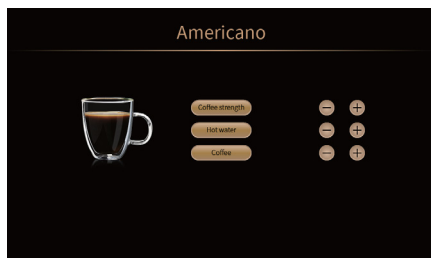 Americano
Coffee strength
− +
Hot water
− +
Coffee
− +